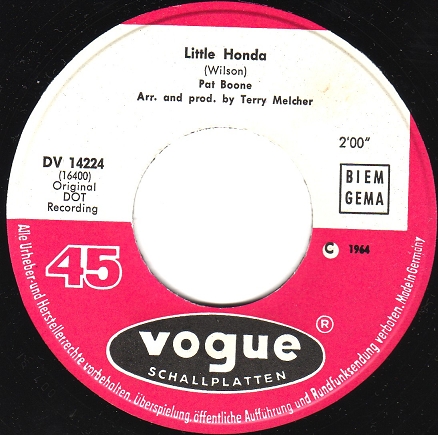 Little Honda
(Wilson)
Pat Boone
Arr. and prod. by Terry Melcher
DV 14224
(16400)
Original
DOT
Recording
2'00"
BIEM
GEMA
45
C 1964
vogue ®
SCHALLPLATTEN
Alle Urheber- und Herstellerrechte vorbehalten. Überspielung, öffentliche Aufführung und Rundfunksendung verboten. Made in Germany